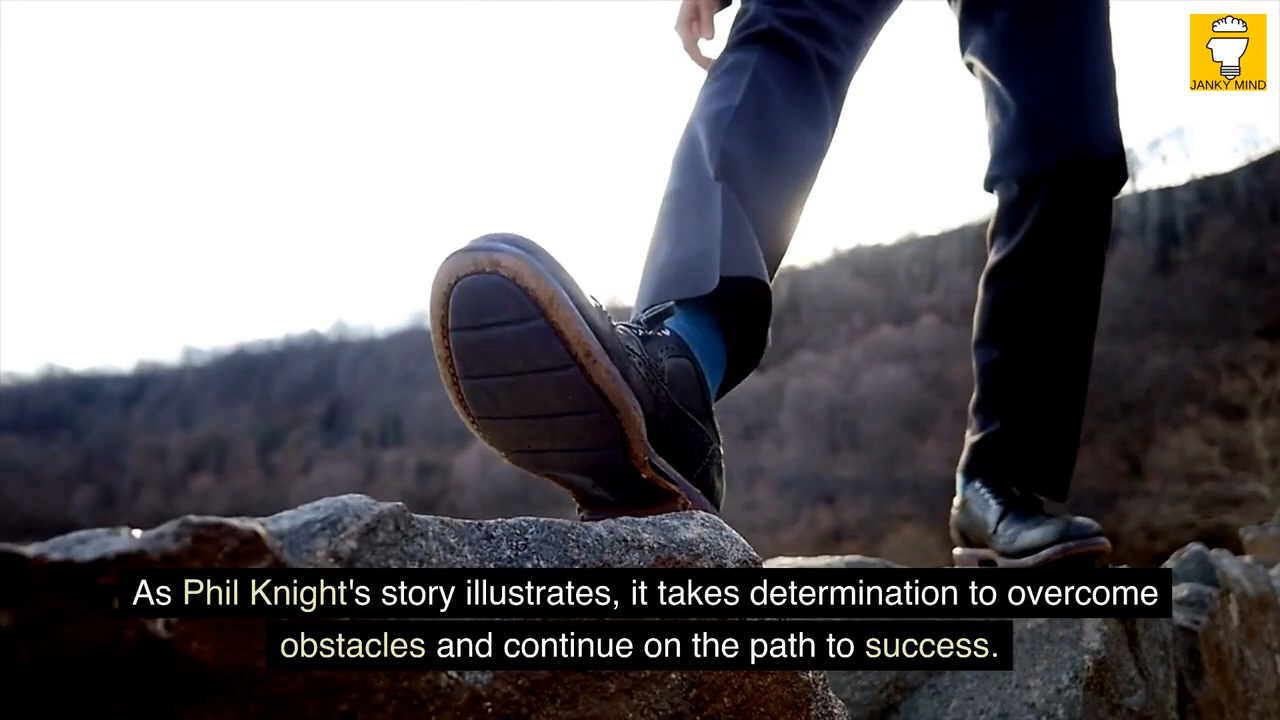 JANKY MIND
As Phil Knight's story illustrates, it takes determination to overcome
obstacles and continue on the path to success.